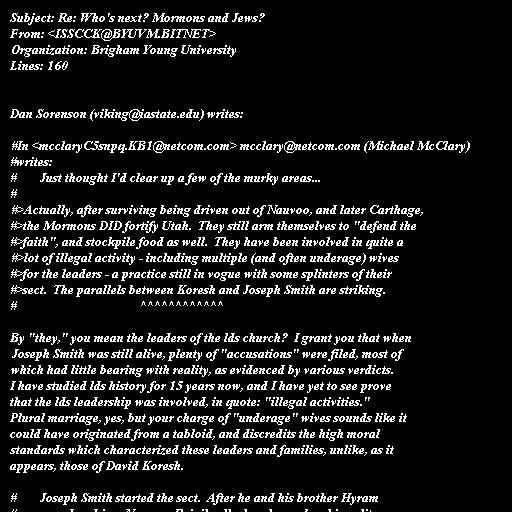 Subject: Re: Who's next? Mormons and Jews?
From: <ISSCCK@BYUVM.BITNET>
Organization: Brigham Young University
Lines: 160
Dan Sorenson (viking@iastate.edu) writes:
#In <mcclaryC5snpq.KB1@netcom.com> mcclary@netcom.com (Michael McClary)
#writes:
# Just thought I'd clear up a few of the murky areas...
#
#>Actually, after surviving being driven out of Nauvoo, and later Carthage,
#>the Mormons DID fortify Utah. They still arm themselves to "defend the
#>faith", and stockpile food as well. They have been involved in quite a
#>lot of illegal activity - including multiple (and often underage) wives
#>for the leaders - a practice still in vogue with some splinters of their
#>sect. The parallels between Koresh and Joseph Smith are striking.
# ^^^^^^^^^^^^
By "they," you mean the leaders of the lds church? I grant you that when
Joseph Smith was still alive, plenty of "accusations" were filed, most of
which had little bearing with reality, as evidenced by various verdicts.
I have studied lds history for 15 years now, and I have yet to see prove
that the lds leadership was involved, in quote: "illegal activities."
Plural marriage, yes, but your charge of "underage" wives sounds like it
could have originated from a tabloid, and discredits the high moral
standards which characterized these leaders and families, unlike, as it
appears, those of David Koresh.
# Joseph Smith started the sect. After he and his brother Hyram